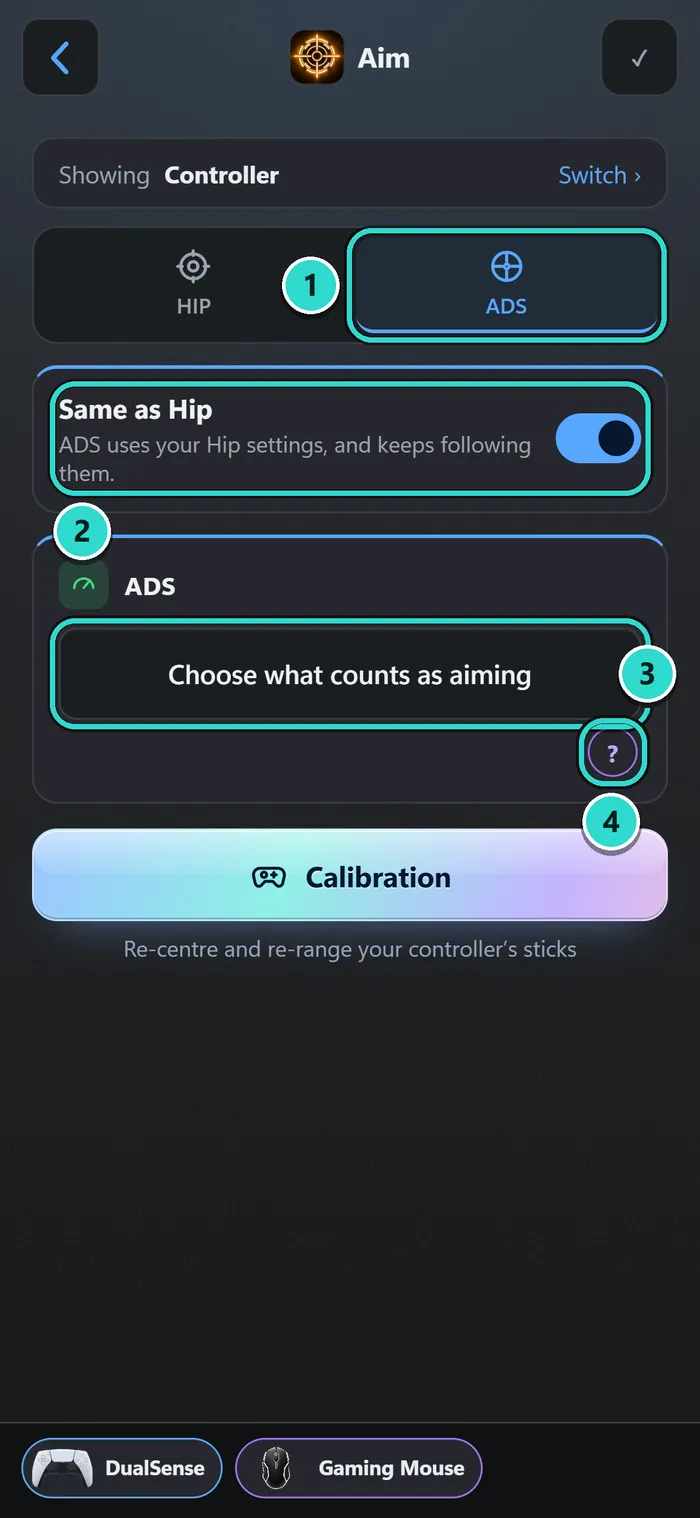 Aim
✓
Showing Controller
Switch ›
HIP
1
ADS
Same as Hip
ADS uses your Hip settings, and keeps following
them.
2
ADS
Choose what counts as aiming
3
?
4
Calibration
Re-centre and re-range your controller’s sticks
DualSense
Gaming Mouse